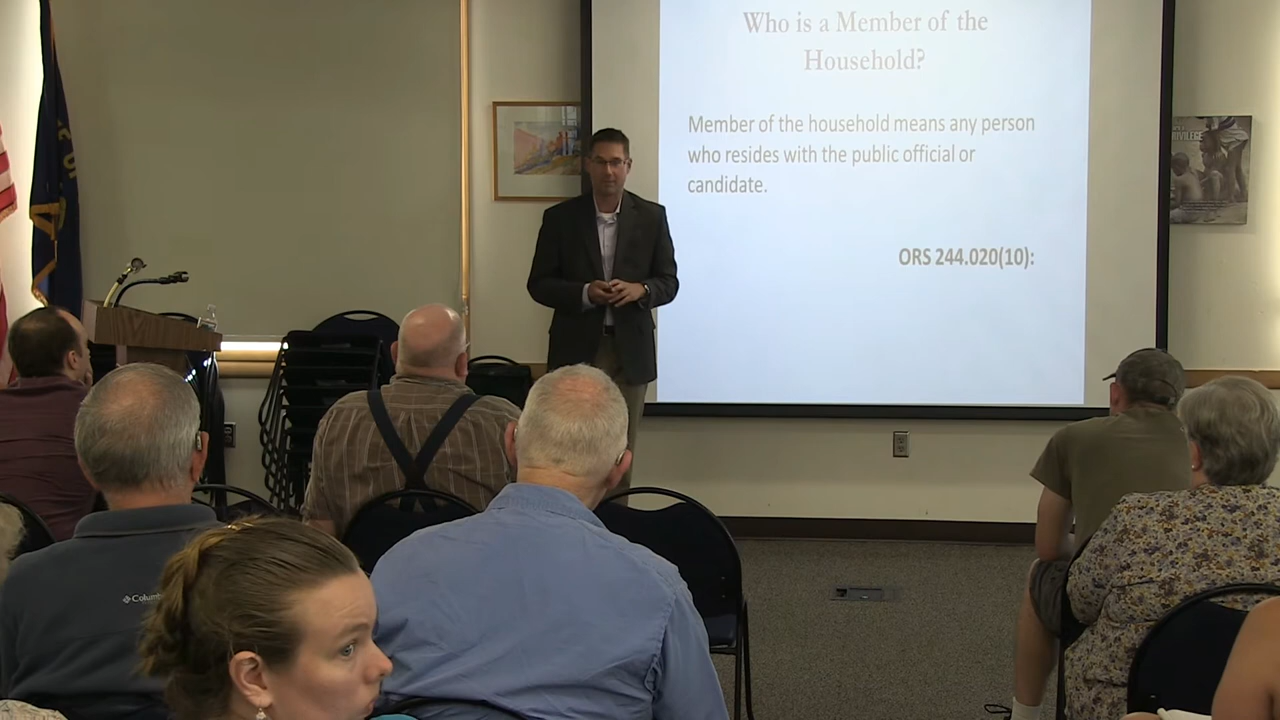 Who is a Member of the
Household?
Member of the household means any person
who resides with the public official or
candidate.
ORS 244.020(10):
Columb